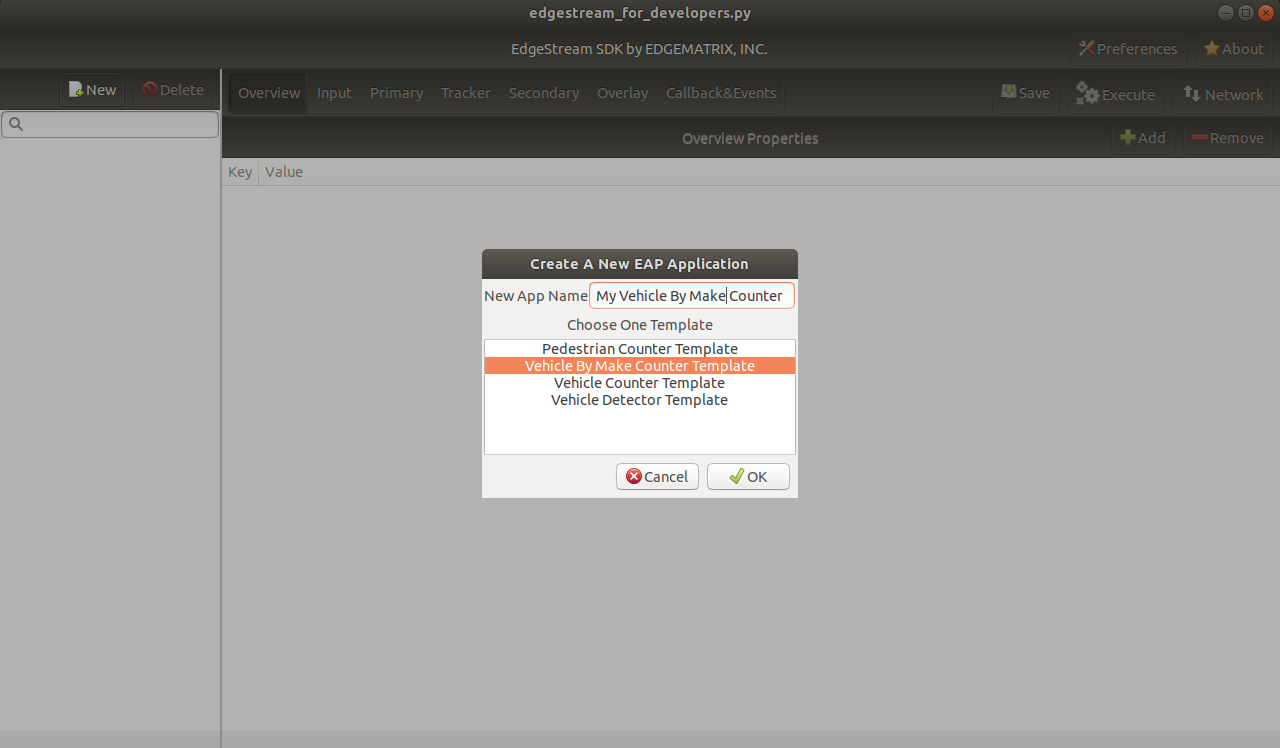 edgestream_for_developers.py
EdgeStream SDK by EDGEMATRIX, INC.
Preferences
About
New
Delete
Overview
Input
Primary
Tracker
Secondary
Overlay
Callback&Events
Save
Execute
Network
Overview Properties
Add
Remove
Key
Value
Create A New EAP Application
New App Name
My Vehicle By Make Counter
Choose One Template
Pedestrian Counter Template
Vehicle By Make Counter Template
Vehicle Counter Template
Vehicle Detector Template
Cancel
OK